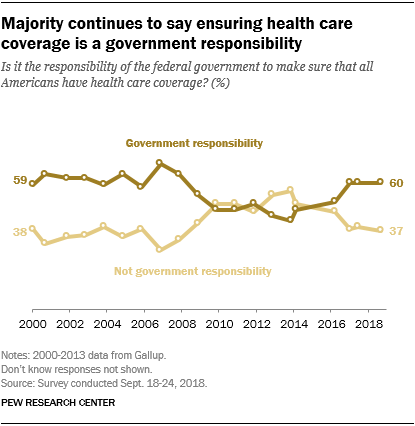 Majority continues to say ensuring health care
coverage is a government responsibility
Is it the responsibility of the federal government to make sure that all
Americans have health care coverage? (%)
Government responsibility
59
60
38
37
Not government responsibility
2000 2002 2004 2006 2008 2010 2012 2014 2016 2018
Notes: 2000-2013 data from Gallup.
Don't know responses not shown.
Source: Survey conducted Sept. 18-24, 2018.
PEW RESEARCH CENTER